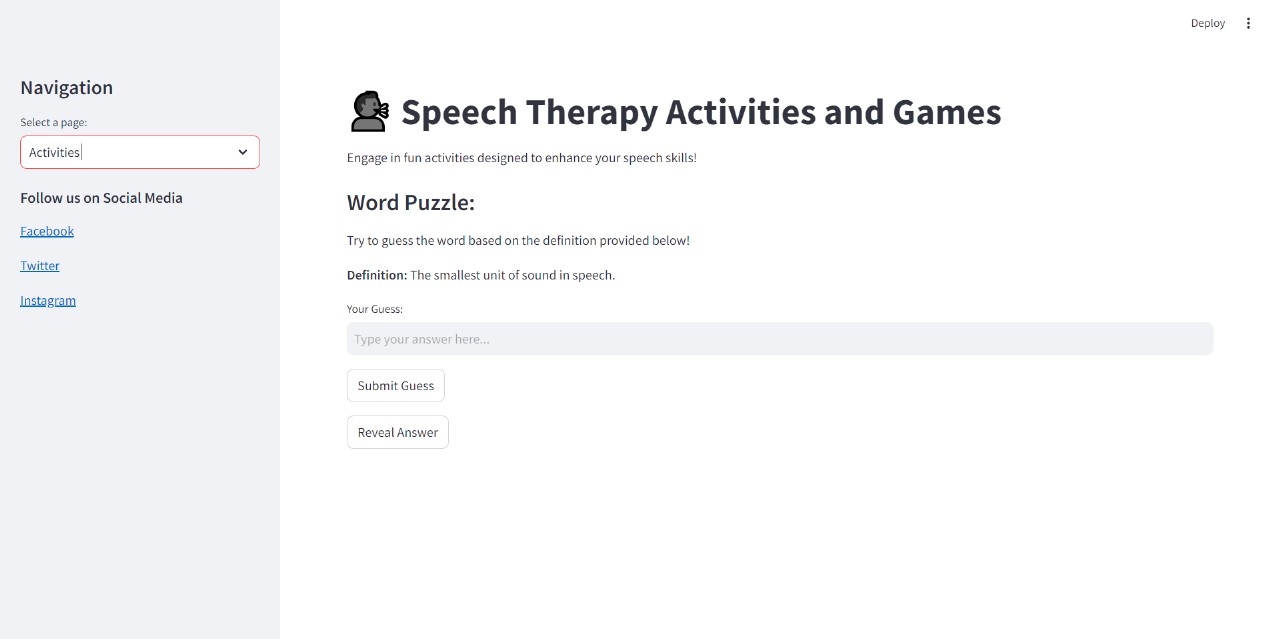 Deploy
Navigation
Select a page:
Activities
Follow us on Social Media
Facebook
Twitter
Instagram
Speech Therapy Activities and Games
Engage in fun activities designed to enhance your speech skills!
Word Puzzle:
Try to guess the word based on the definition provided below!
Definition: The smallest unit of sound in speech.
Your Guess:
Type your answer here...
Submit Guess
Reveal Answer